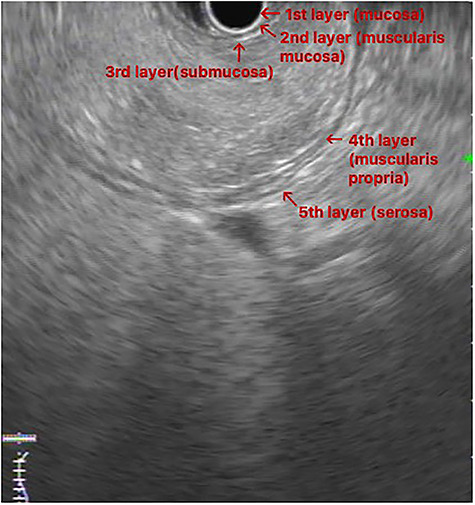 1st layer (mucosa)
2nd layer (muscularis
mucosa)
3rd layer(submucosa)
4th layer
(muscularis
propria)
5th layer (serosa)